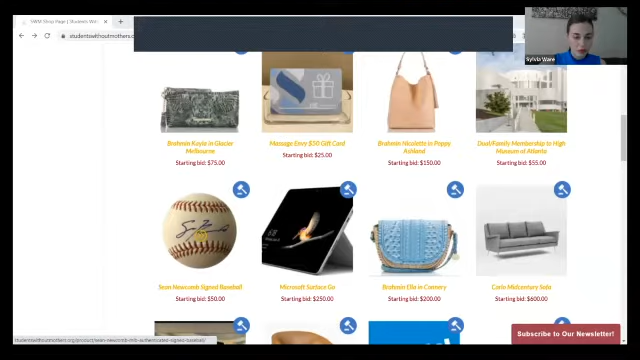 SWM Shop Page | Students With
studentswithoutmothers.o
Sylvia Ware
Brahmin Kayla in Glacier
Melbourne
Starting bid: $75.00
Massage Envy $50 Gift Card
Starting bid: $25.00
Brahmin Nicolette in Poppy
Ashland
Starting bid: $150.00
Dual/Family Membership to High
Museum of Atlanta
Starting bid: $55.00
Sean Newcomb Signed Baseball
Starting bid: $50.00
Microsoft Surface Go
Starting bid: $250.00
Brahmin Ella in Cannery
Starting bid: $200.00
Carlo Midcentury Sofa
Starting bid: $600.00
Subscribe to Our Newsletter!
studentswithoutmothers.org/product/sean-newcomb-mlb-authenticated-signed-baseball/